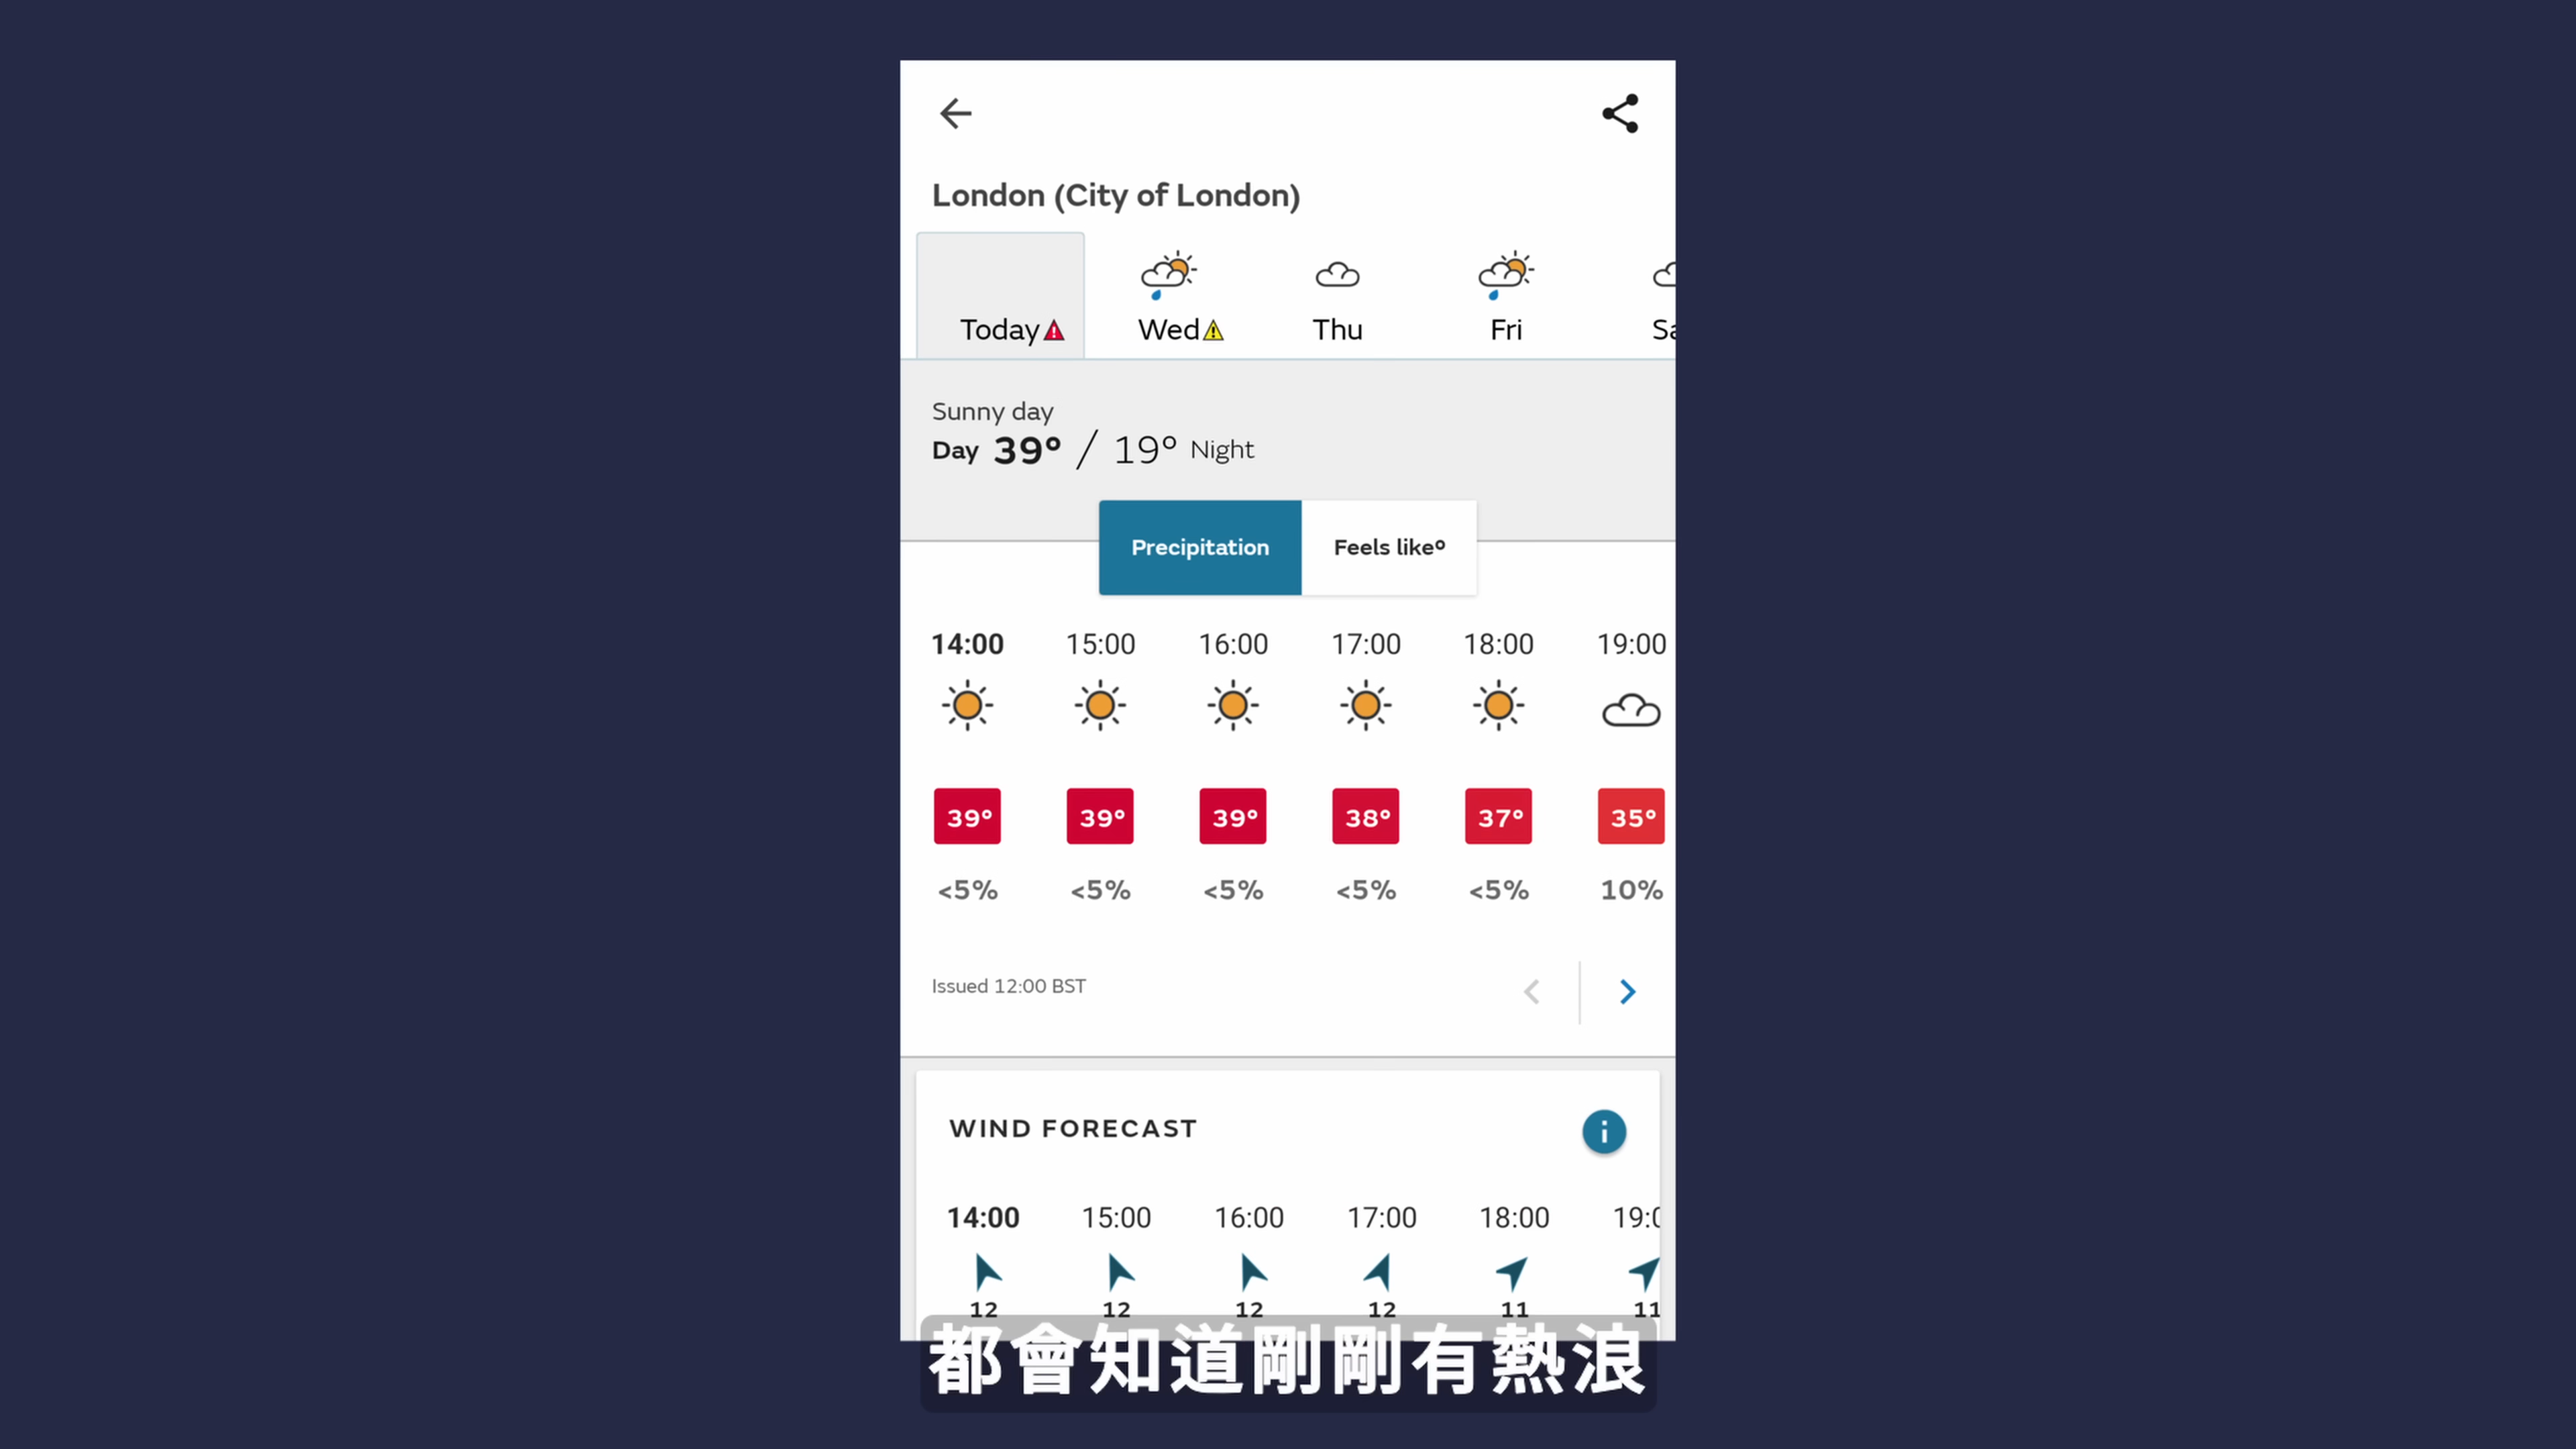 London (City of London)
Today Wed Thu Fri Sa
Sunny day
Day 39° / 19° Night
Precipitation Feels like°
14:00 15:00 16:00 17:00 18:00 19:00
39° 39° 39° 38° 37° 35°
<5% <5% <5% <5% <5% 10%
Issued 12:00 BST
WIND FORECAST
14:00 15:00 16:00 17:00 18:00 19:0
12 12 12 12 11 11
都會知道剛剛有熱浪